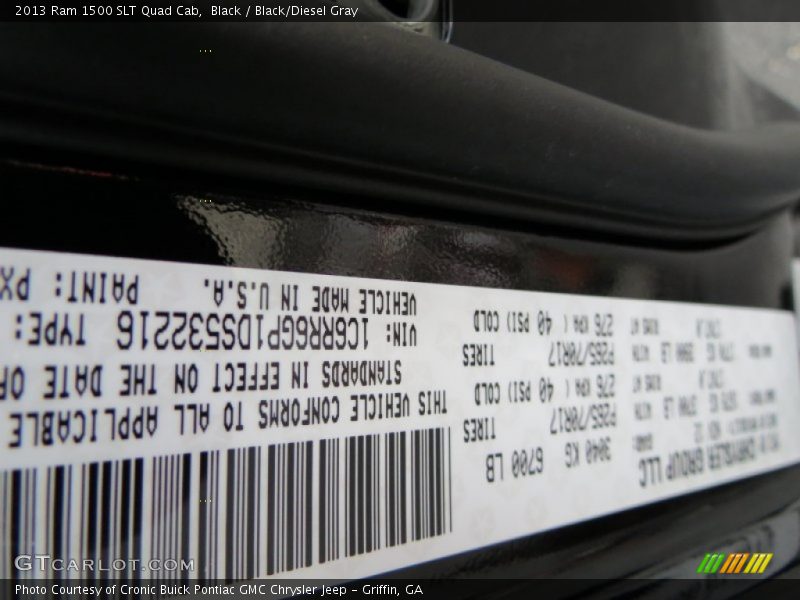 2013 Ram 1500 SLT Quad Cab,  Black / Black/Diesel Gray
CHRYSLER GROUP LLC
3040 KG 6700 LB
TIRES
P265/70R17
276 KPA ( 40 PSI) COLD
TIRES
P265/70R17
276 KPA ( 40 PSI) COLD
THIS VEHICLE CONFORMS TO ALL APPLICABLE
STANDARDS IN EFFECT ON THE DATE OF
VIN: 1C6RR6GP1DS532216 TYPE:
VEHICLE MADE IN U.S.A. PAINT: PX
GTCARLOT.COM
Photo Courtesy of Cronic Buick Pontiac GMC Chrysler Jeep – Griffin, GA